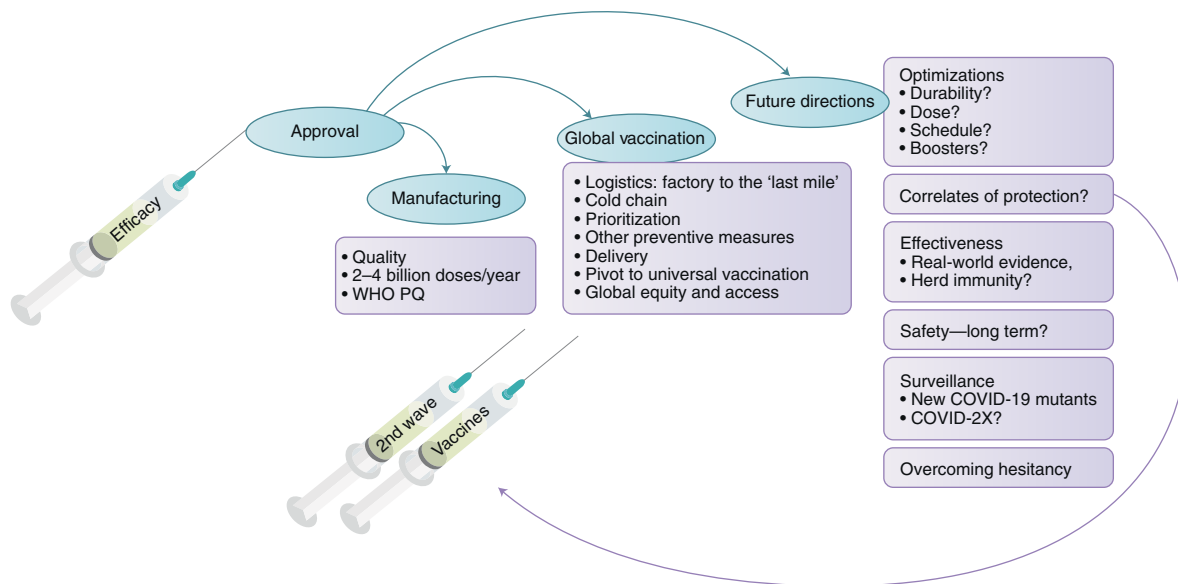 Efficacy
Approval
Manufacturing
• Quality
• 2–4 billion doses/year
• WHO PQ
Global vaccination
• Logistics: factory to the ‘last mile’
• Cold chain
• Prioritization
• Other preventive measures
• Delivery
• Pivot to universal vaccination
• Global equity and access
Future directions
Optimizations
• Durability?
• Dose?
• Schedule?
• Boosters?
Correlates of protection?
Effectiveness
• Real-world evidence,
• Herd immunity?
Safety—long term?
Surveillance
• New COVID-19 mutants
• COVID-2X?
Overcoming hesitancy
2nd wave
Vaccines